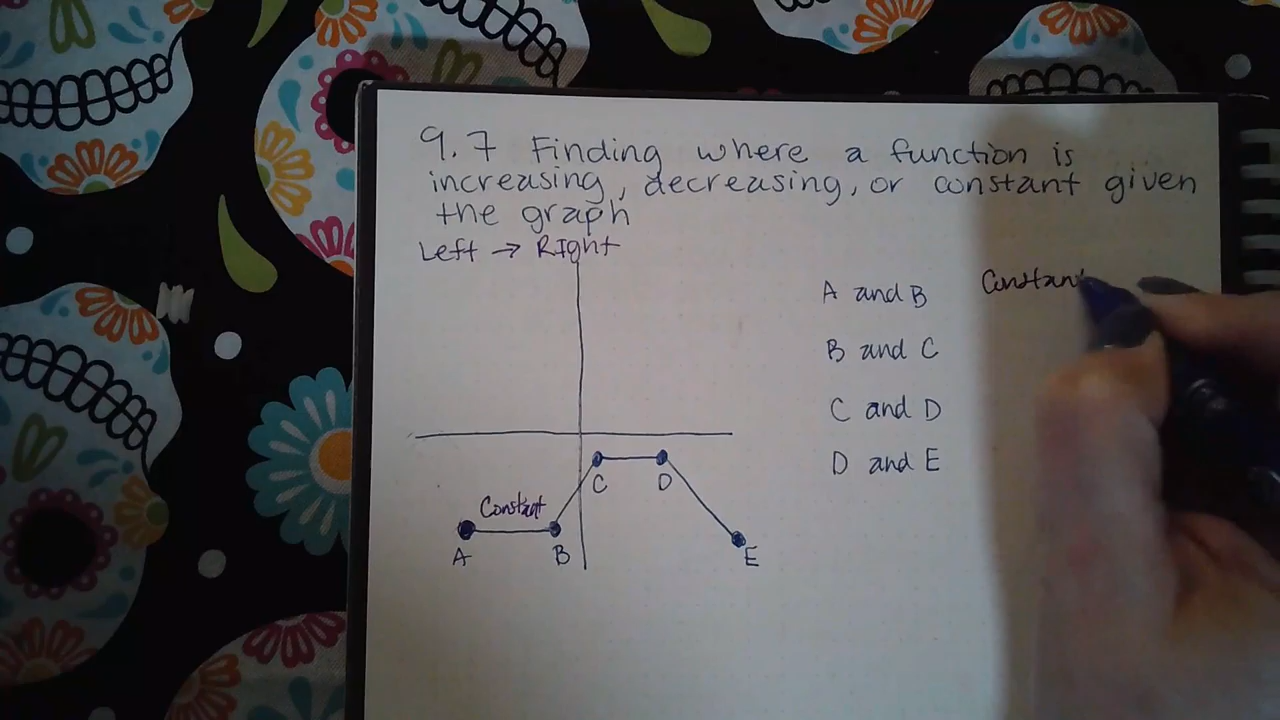 9.7 Finding where a function is
increasing, decreasing, or constant given
the graph
Left → Right
A and B Constant
B and C
C and D
D and E
Constant
A
B
C
D
E